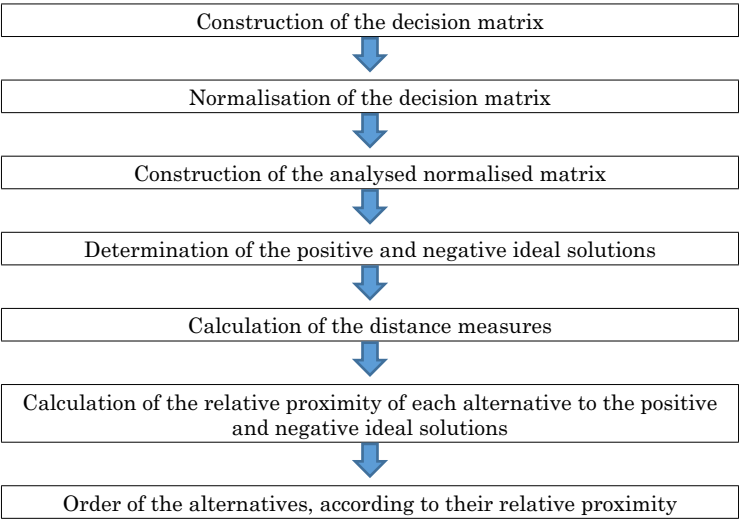 Construction of the decision matrix
Normalisation of the decision matrix
Construction of the analysed normalised matrix
Determination of the positive and negative ideal solutions
Calculation of the distance measures
Calculation of the relative proximity of each alternative to the positive
and negative ideal solutions
Order of the alternatives, according to their relative proximity